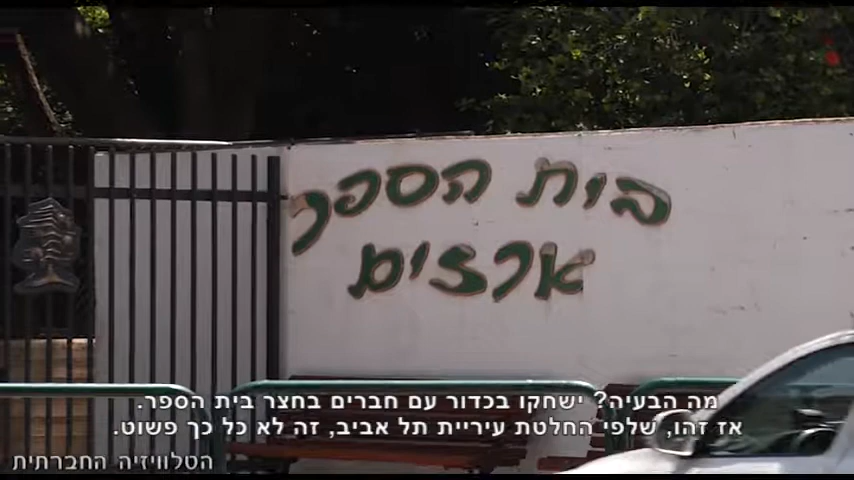 בית הספר
ארזים
מה הבעיה? ישחקו בכדור עם חברים בחצר בית הספר.
אז זהו, שלפי החלטת עיריית תל אביב, זה לא כל כך פשוט.
הטלוויזיה החברתית